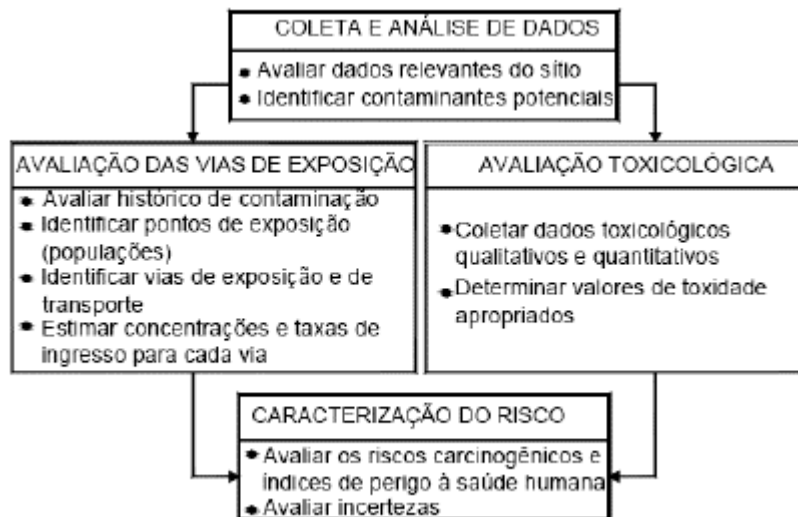 COLETA E ANÁLISE DE DADOS
• Avaliar dados relevantes do sítio
• Identificar contaminantes potenciais
AVALIAÇÃO DAS VIAS DE EXPOSIÇÃO
• Avaliar histórico de contaminação
• Identificar pontos de exposição
(populações)
• Identificar vias de exposição e de
transporte
• Estimar concentrações e taxas de
ingresso para cada via
AVALIAÇÃO TOXICOLÓGICA
• Coletar dados toxicológicos
qualitativos e quantitativos
• Determinar valores de toxidade
apropriados
CARACTERIZAÇÃO DO RISCO
• Avaliar os riscos carcinogênicos e
índices de perigo à saúde humana
• Avaliar incertezas